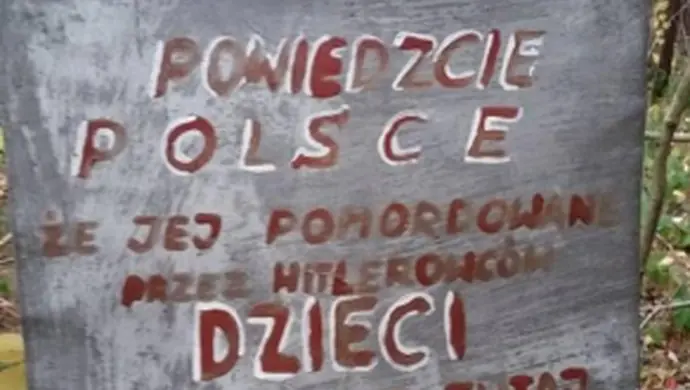 POWIEDZCIE
POLSCE
ŻE JEJ POMORDOWANE
PRZEZ HITLEROWCÓW
DZIECI